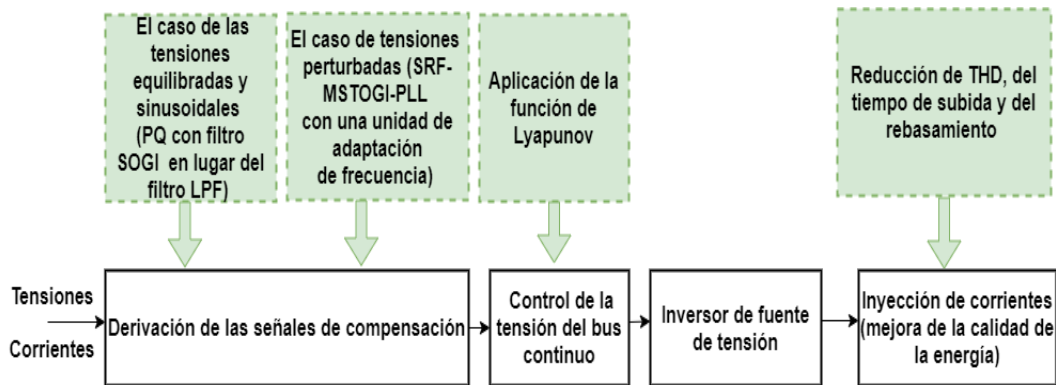 El caso de las
tensiones
equilibradas y
sinusoidales
(PQ con filtro
SOGI en lugar del
filtro LPF)
El caso de tensiones
perturbadas (SRF-
MSTOGI-PLL
con una unidad de
adaptación
de frecuencia)
Aplicación de la
función de
Lyapunov
Reducción de THD, del
tiempo de subida y del
rebasamiento
Tensiones
Corrientes
Derivación de las señales de compensación
Control de la
tensión del bus
continuo
Inversor de fuente
de tensión
Inyección de corrientes
(mejora de la calidad de
la energía)